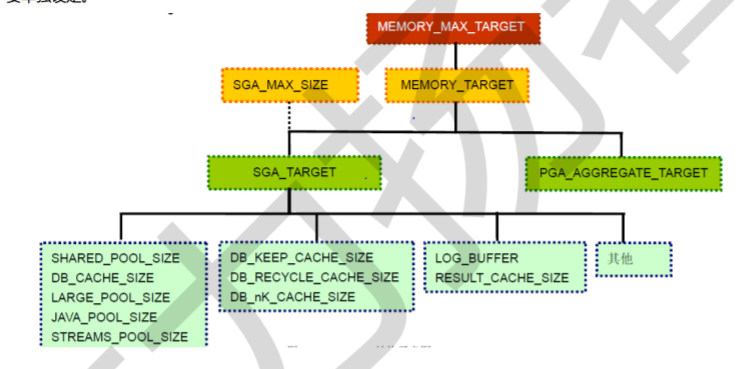 MEMORY_MAX_TARGET
SGA_MAX_SIZE
MEMORY_TARGET
SGA_TARGET
PGA_AGGREGATE_TARGET
SHARED_POOL_SIZE
DB_CACHE_SIZE
LARGE_POOL_SIZE
JAVA_POOL_SIZE
STREAMS_POOL_SIZE
DB_KEEP_CACHE_SIZE
DB_RECYCLE_CACHE_SIZE
DB_nK_CACHE_SIZE
LOG_BUFFER
RESULT_CACHE_SIZE
其他